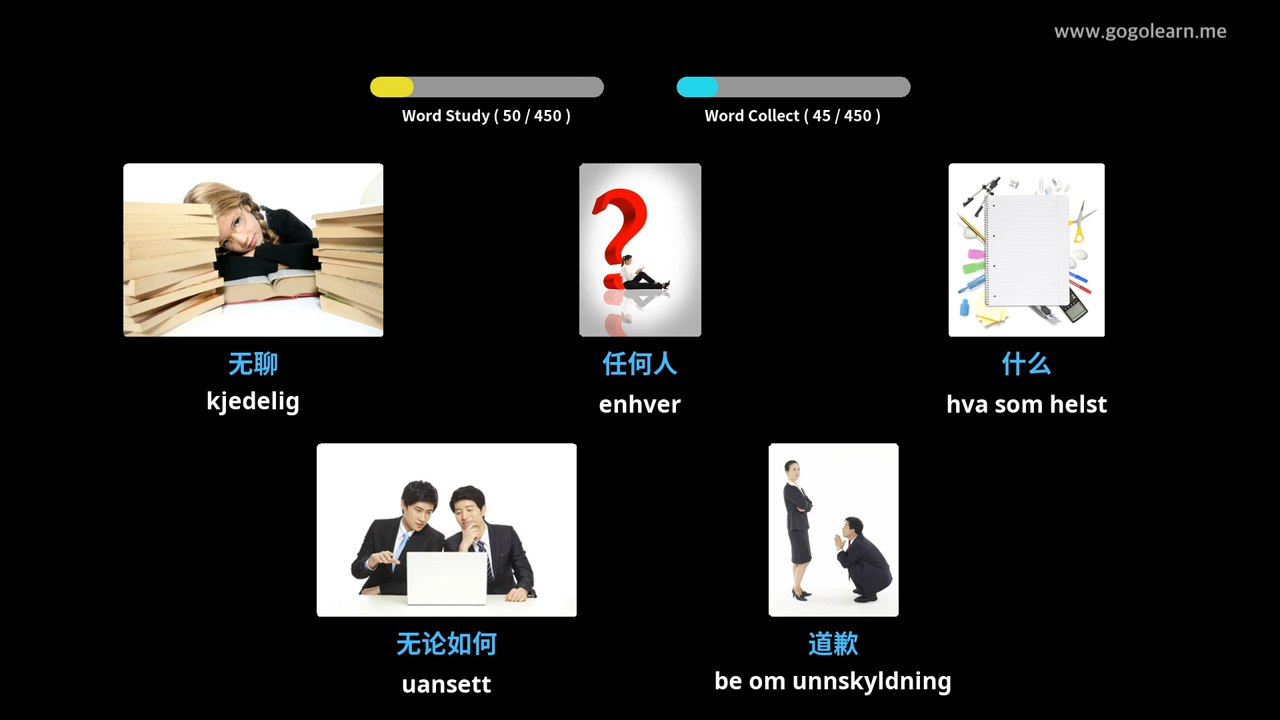 www.gogolearn.me
Word Study ( 50 / 450 )
Word Collect ( 45 / 450 )
无聊
kjedelig
任何人
enhver
什么
hva som helst
无论如何
uansett
道歉
be om unnskyldning